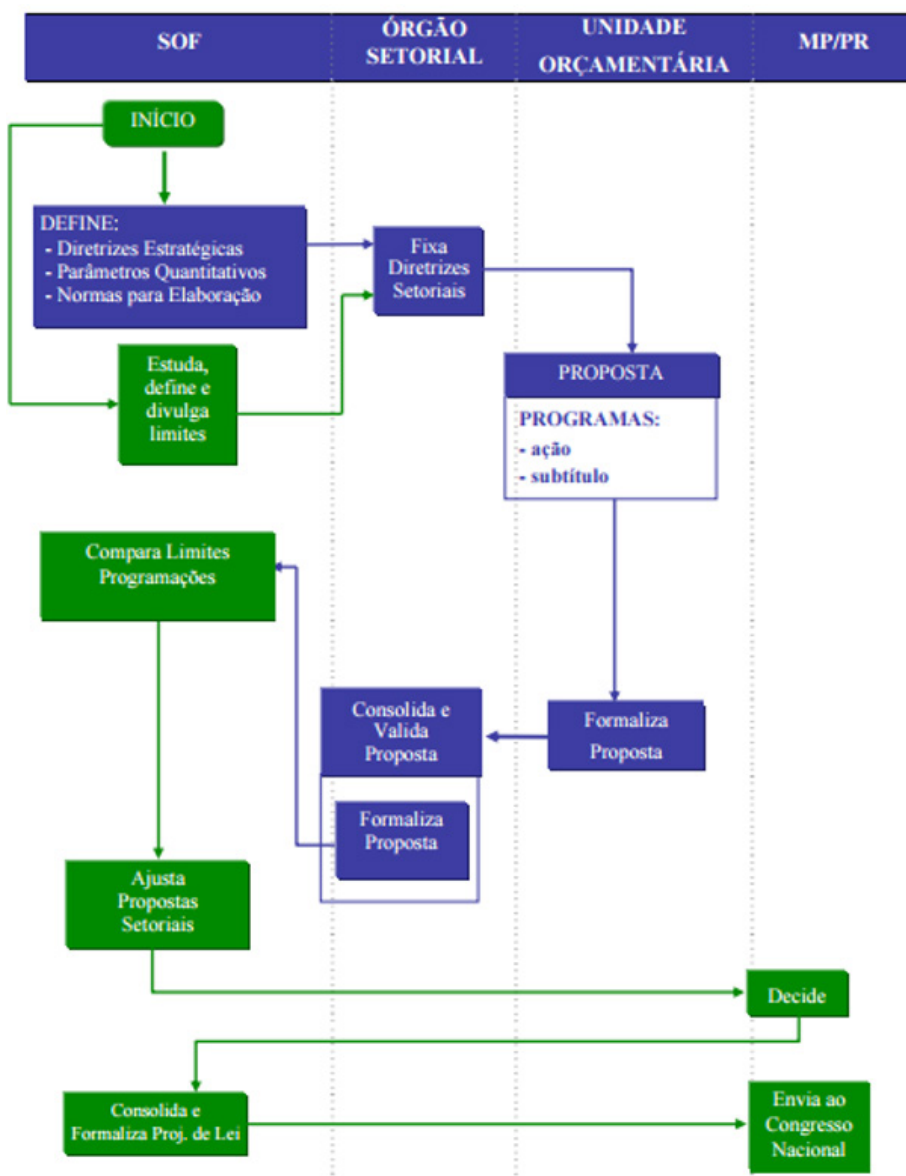 SOF
ÓRGÃO
SETORIAL
UNIDADE
ORÇAMENTÁRIA
MP/PR
INÍCIO
DEFINE:
- Diretrizes Estratégicas
- Parâmetros Quantitativos
- Normas para Elaboração
Fixa
Diretrizes
Setoriais
Estuda,
define e
divulga
limites
PROPOSTA
PROGRAMAS:
- ação
- subtítulo
Compara Limites
Programações
Consolida e
Valida
Proposta
Formaliza
Proposta
Formaliza
Proposta
Ajusta
Propostas
Setoriais
Decide
Consolida e
Formaliza Proj. de Lei
Envia ao
Congresso
Nacional